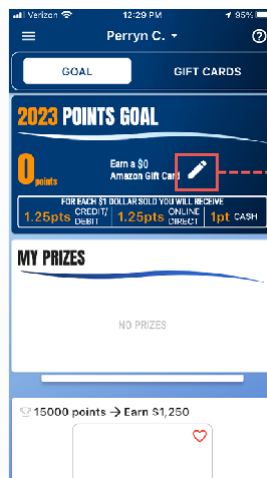 Verizon 12:29 PM 95%
Perryn C.
GOAL GIFT CARDS
2023 POINTS GOAL
0 points
Earn a $0
Amazon Gift Card
FOR EACH $1 DOLLAR SOLD YOU WILL RECEIVE
1.25pts CREDIT/ DEBIT 1.25pts ONLINE DIRECT 1pt CASH
MY PRIZES
NO PRIZES
15000 points → Earn $1,250